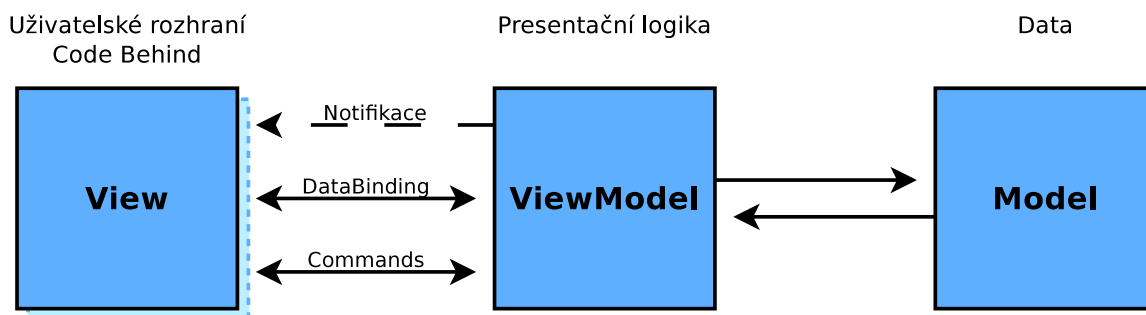 Uživatelské rozhraní
Code Behind
Presentační logika
Data
Notifikace
DataBinding
Commands
View
ViewModel
Model